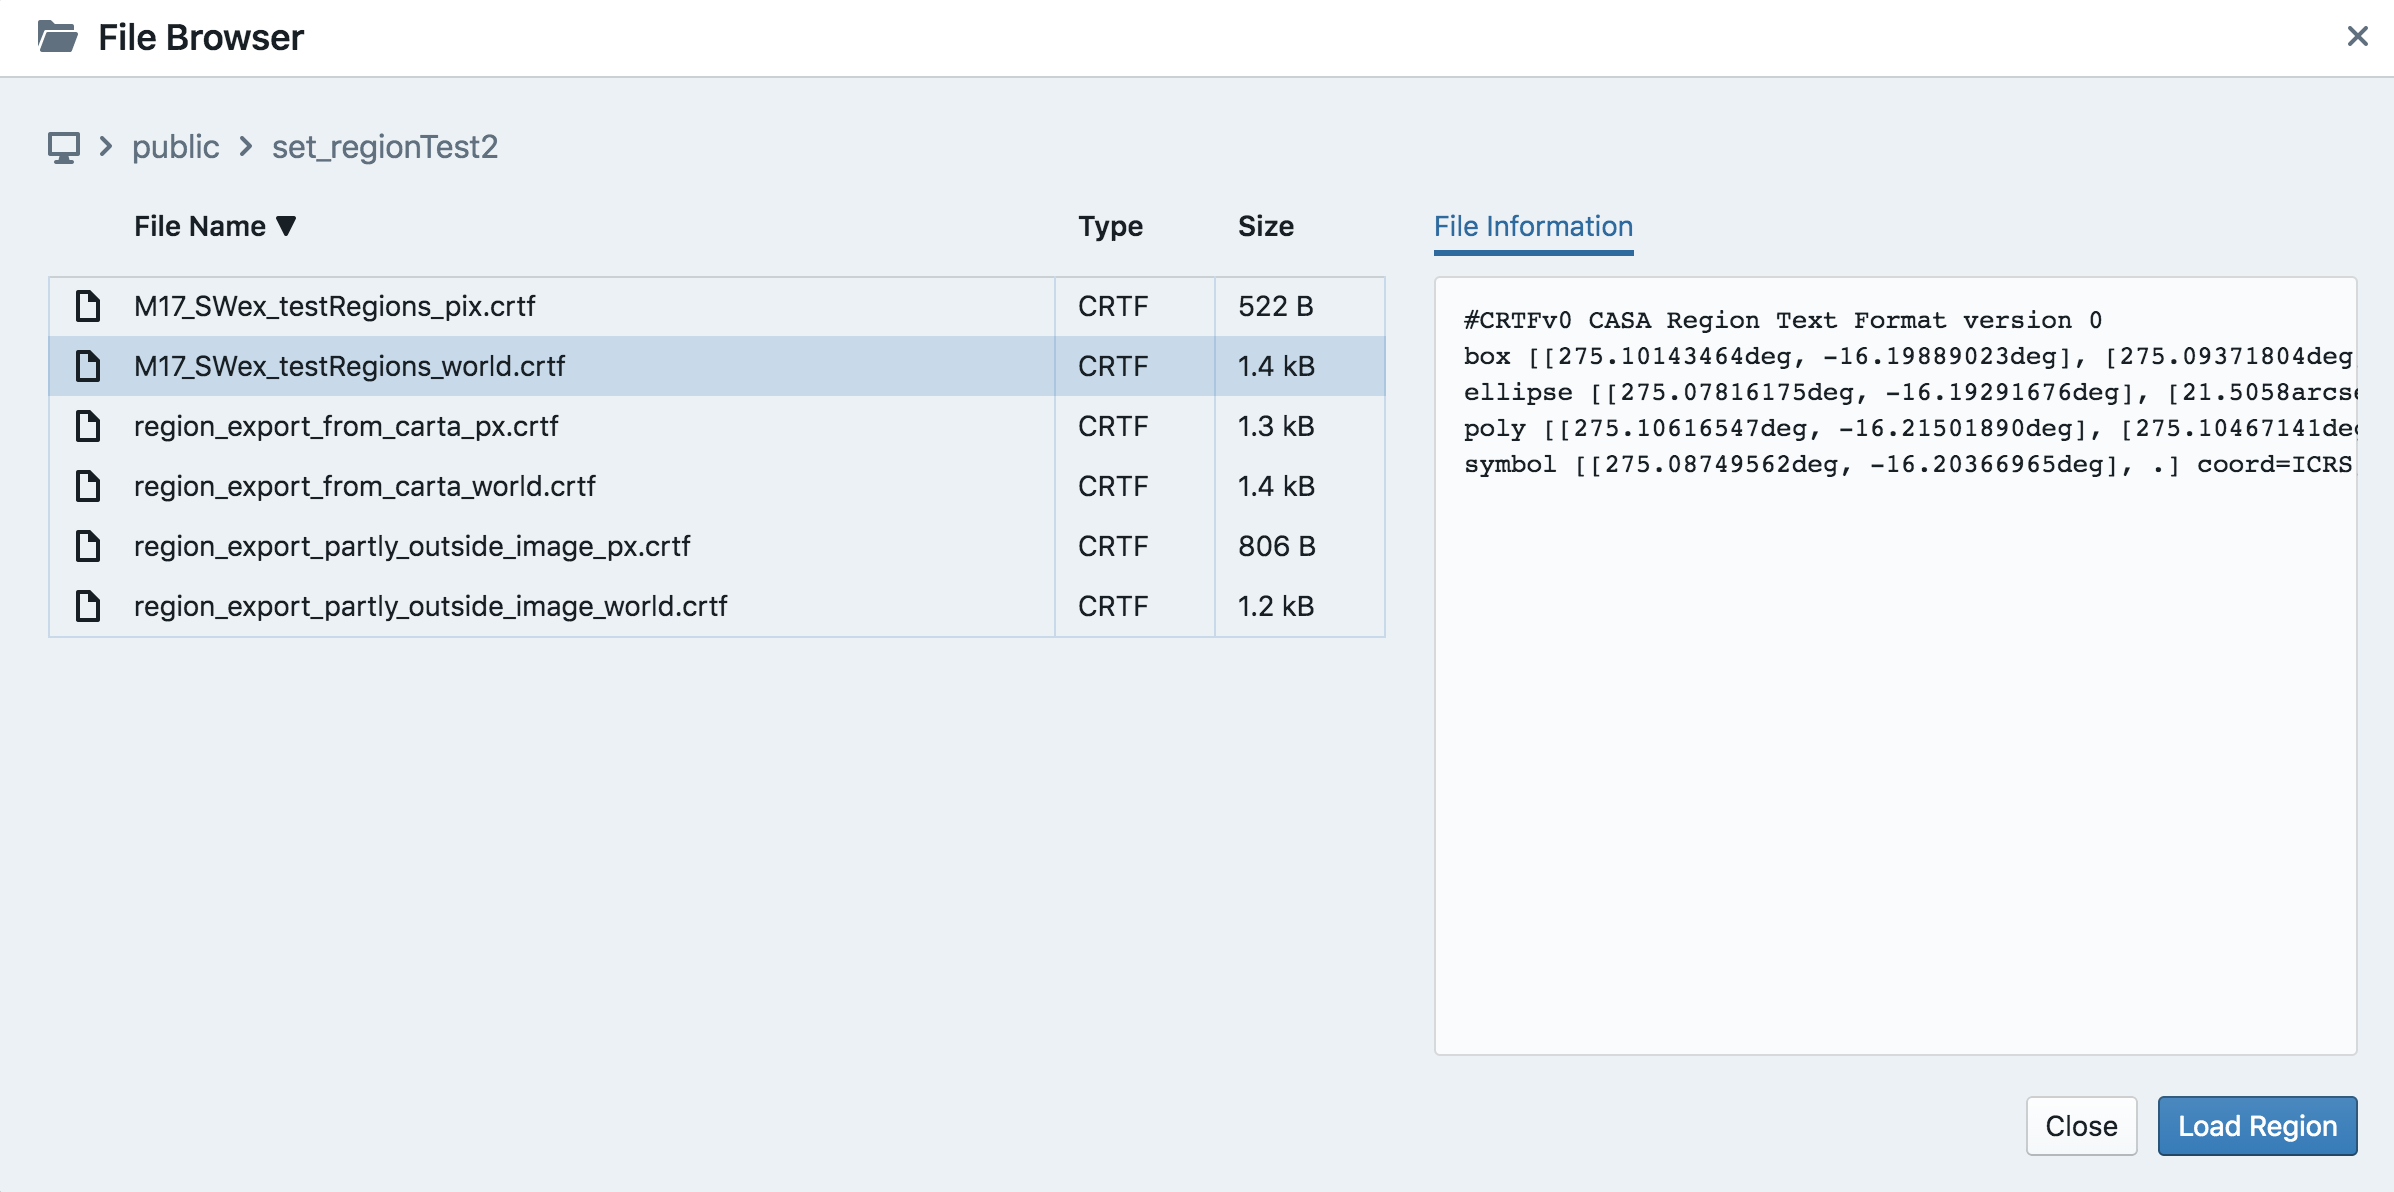 File Browser
public > set_regionTest2
File Name ▼ Type Size
M17_SWex_testRegions_pix.crtf CRTF 522 B
M17_SWex_testRegions_world.crtf CRTF 1.4 kB
region_export_from_carta_px.crtf CRTF 1.3 kB
region_export_from_carta_world.crtf CRTF 1.4 kB
region_export_partly_outside_image_px.crtf CRTF 806 B
region_export_partly_outside_image_world.crtf CRTF 1.2 kB
File Information
#CRTFv0 CASA Region Text Format version 0
box [[275.10143464deg, -16.19889023deg], [275.09371804deg
ellipse [[275.07816175deg, -16.19291676deg], [21.5058arcse
poly [[275.10616547deg, -16.21501890deg], [275.10467141deg
symbol [[275.08749562deg, -16.20366965deg], .] coord=ICRS
Close
Load Region